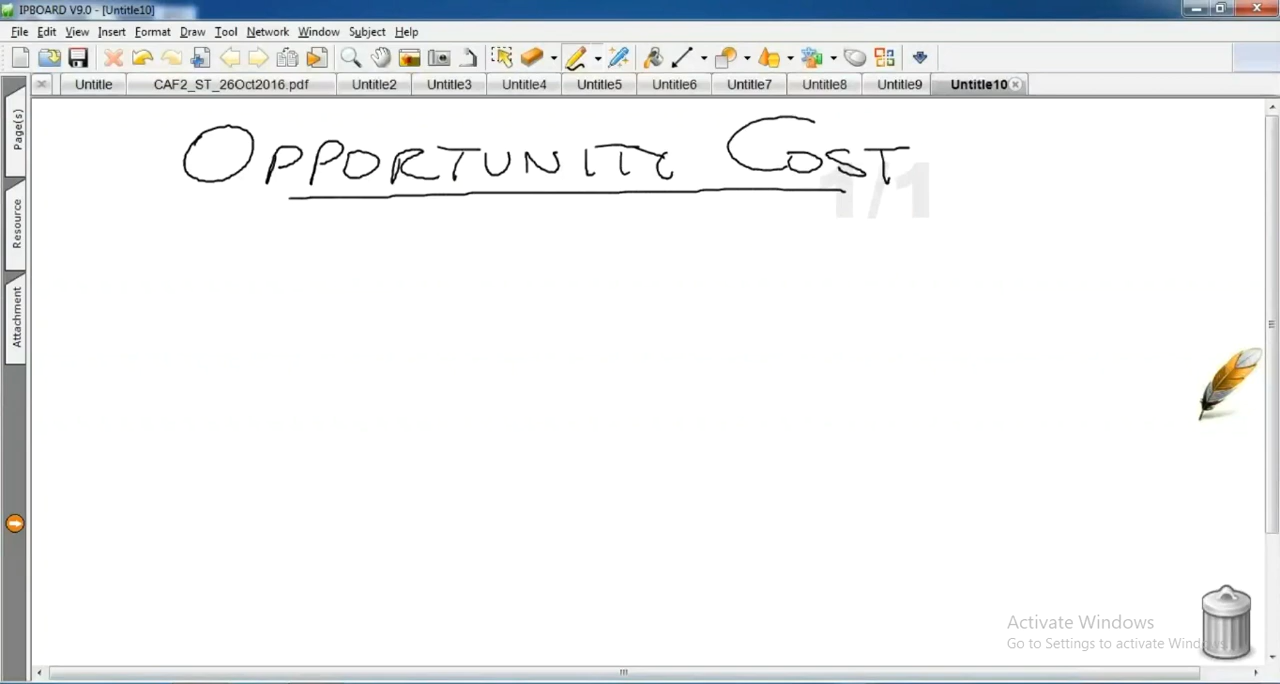 IPBOARD V9.0 - [Untitle10]
File Edit View Insert Format Draw Tool Network Window Subject Help
Untitle CAF2_ST_26Oct2016.pdf Untitle2 Untitle3 Untitle4 Untitle5 Untitle6 Untitle7 Untitle8 Untitle9 Untitle10
Page(s)
Resource
Attachment
OPPORTUNITY COST
1/1
Activate Windows
Go to Settings to activate Windows